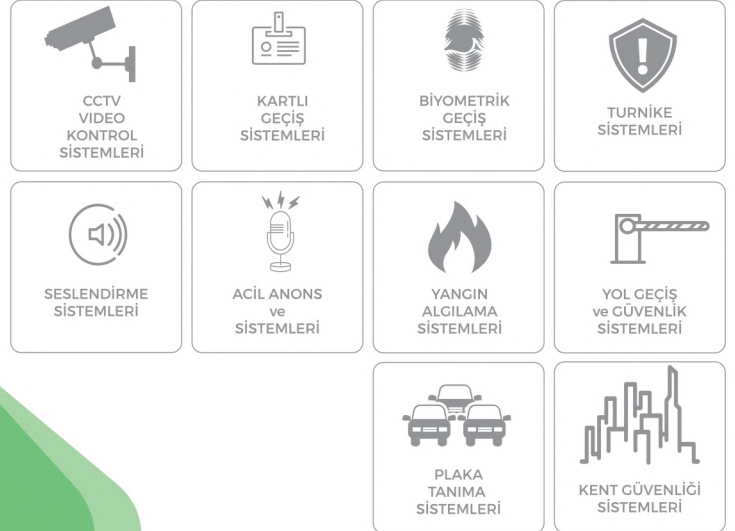 CCTV
VIDEO
KONTROL
SİSTEMLERİ
KARTLI
GEÇİŞ
SİSTEMLERİ
BİYOMETRİK
GEÇİŞ
SİSTEMLERİ
TURNİKE
SİSTEMLERİ
SESLENDİRME
SİSTEMLERİ
ACİL ANONS
ve
SİSTEMLERİ
YANGIN
ALGILAMA
SİSTEMLERİ
YOL GEÇİŞ
ve GÜVENLİK
SİSTEMLERİ
PLAKA
TANIMA
SİSTEMLERİ
KENT GÜVENLİĞİ
SİSTEMLERİ